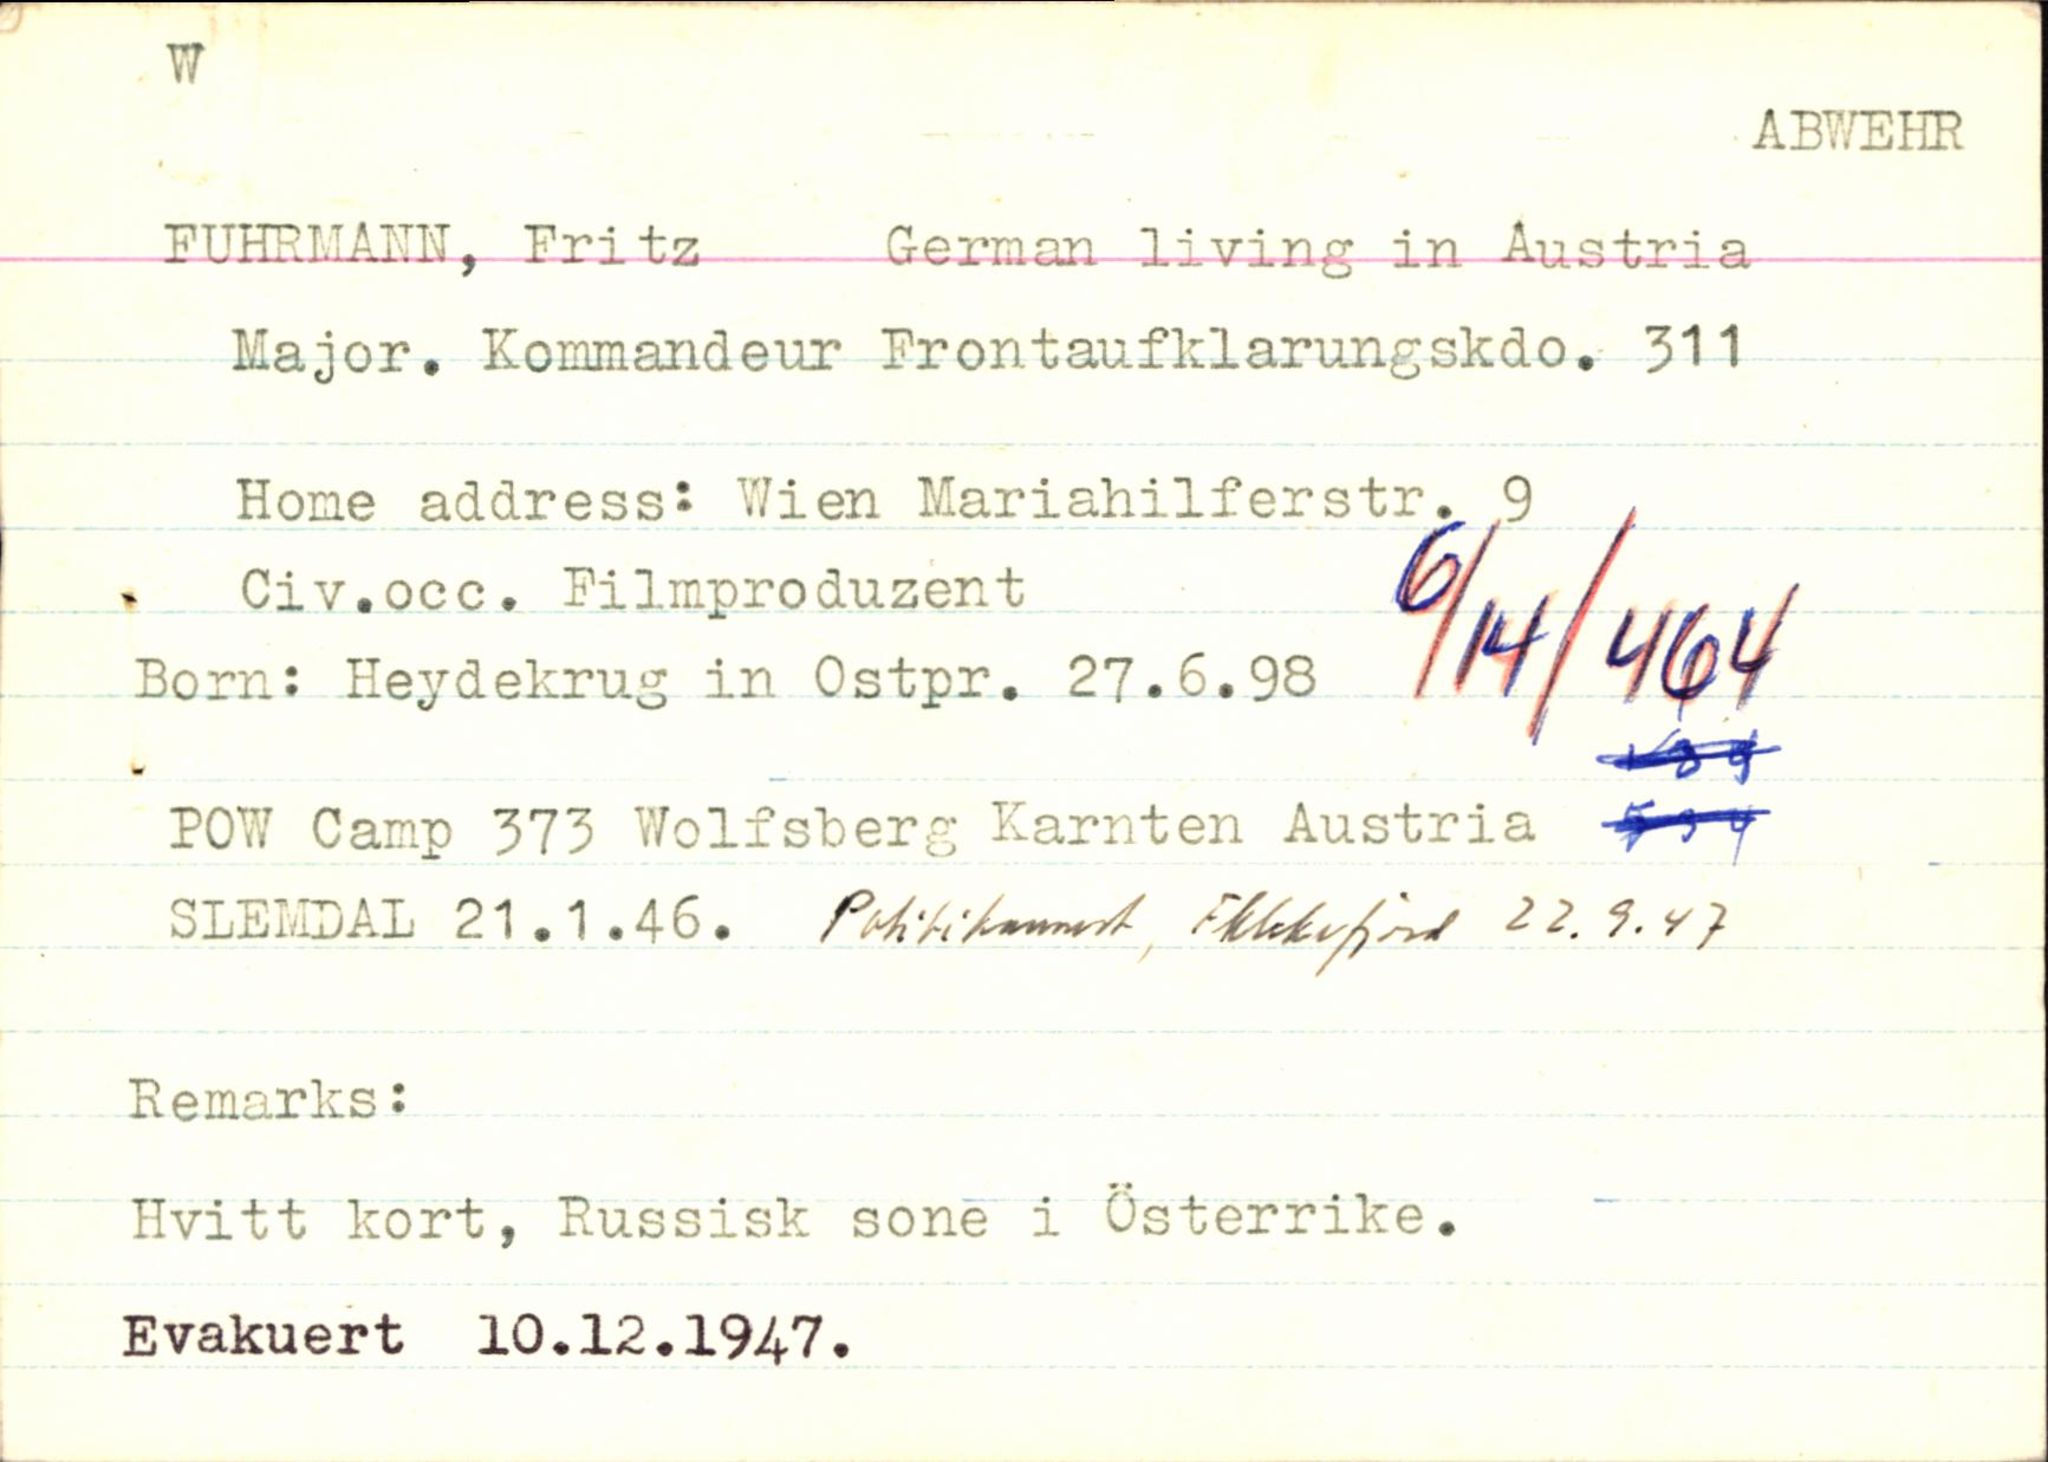 W
ABWEHR
FUHRMANN, Fritz German living in Austria
Major. Kommandeur Frontaufklarungskdo. 311
Home address: Wien Mariahilferstr. 9
Civ.occ. Filmproduzent
6/14/464
Born: Heydekrug in Ostpr. 27.6.98
POW Camp 373 Wolfsberg Karnten Austria
SLEMDAL 21.1.46. 22.9.47
Remarks:
Hvitt kort, Russisk sone i Österrike.
Evakuert 10.12.1947.